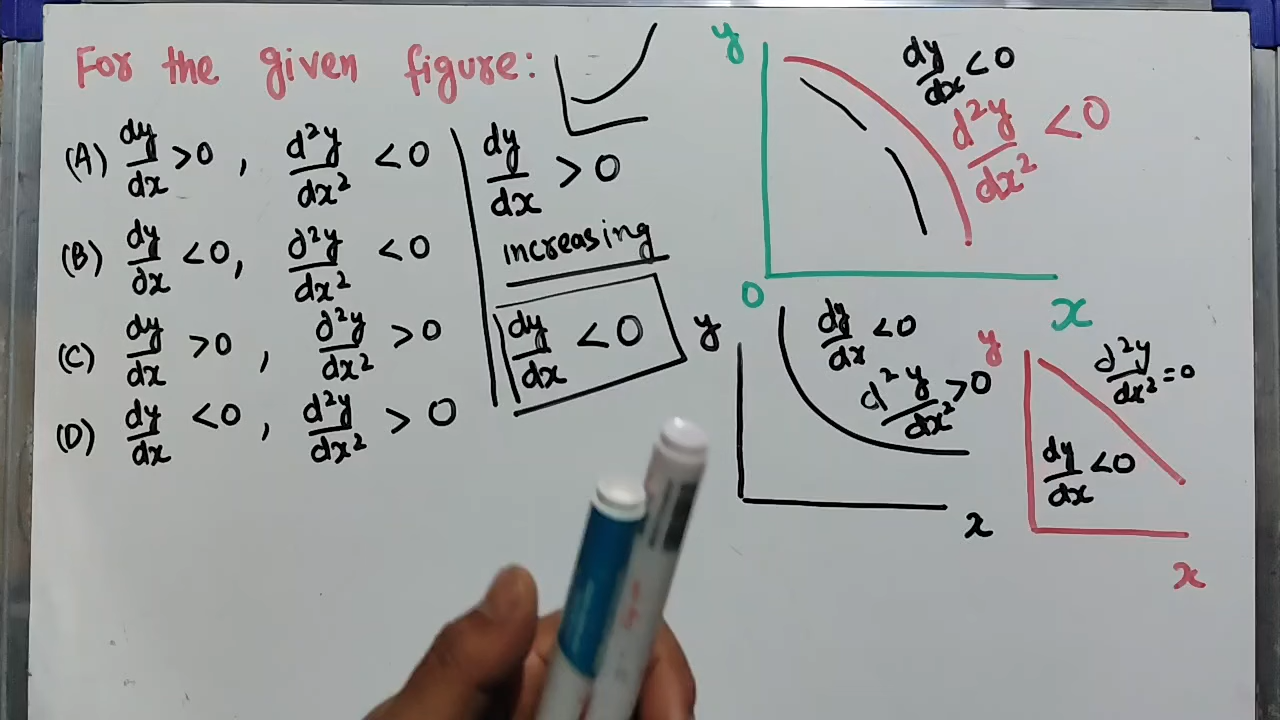 For the given figure:
(A) dy/dx > 0 , d²y/dx² < 0
(B) dy/dx < 0, d²y/dx² < 0
(C) dy/dx > 0 , d²y/dx² > 0
(D) dy/dx < 0 , d²y/dx² > 0
dy/dx > 0
increasing
dy/dx < 0
y
dy/dx < 0
d²y/dx² < 0
0
x
y
dy/dx < 0
d²y/dx² > 0
x
y
d²y/dx² = 0
dy/dx < 0
x